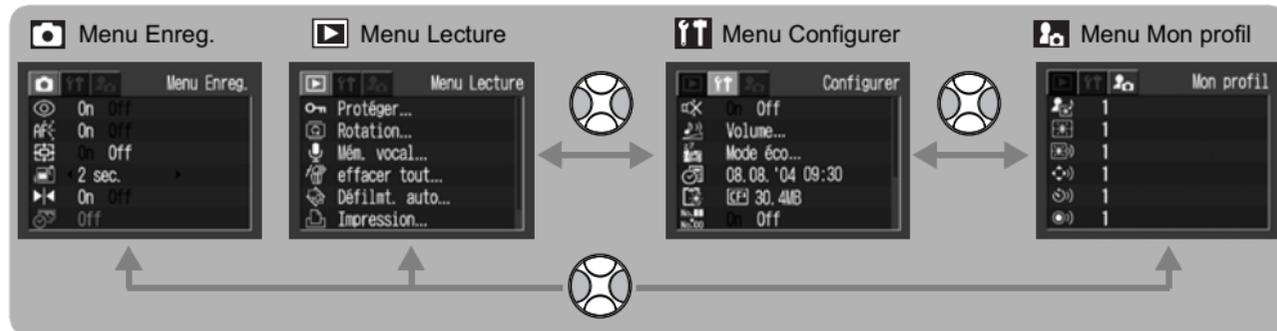 Menu Enreg.
Menu Lecture
Menu Configurer
Menu Mon profil
Menu Enreg.
On Off
AF On Off
On Off
2 sec.
On Off
Off
Menu Lecture
Protéger...
Rotation...
Mém. vocal...
effacer tout...
Défilmt. auto...
Impression...
Configurer
On Off
Volume...
Mode éco...
08.08.'04 09:30
CF 30.4MB
On Off
Mon profil
1
1
1
1
1
1